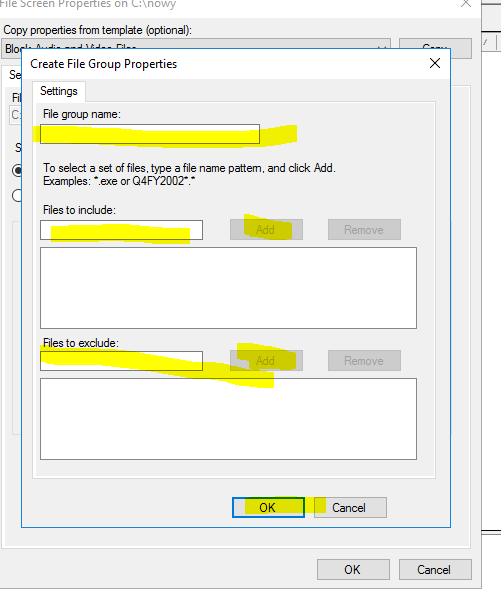 File Screen Properties on C:\nowy
Copy properties from template (optional):
Block Audio and Video Files
Copy
Create File Group Properties
Settings
File group name:
To select a set of files, type a file name pattern, and click Add.
Examples: *.exe or Q4FY2002*.*
Files to include:
Add Remove
Files to exclude:
Add Remove
OK Cancel
OK Cancel